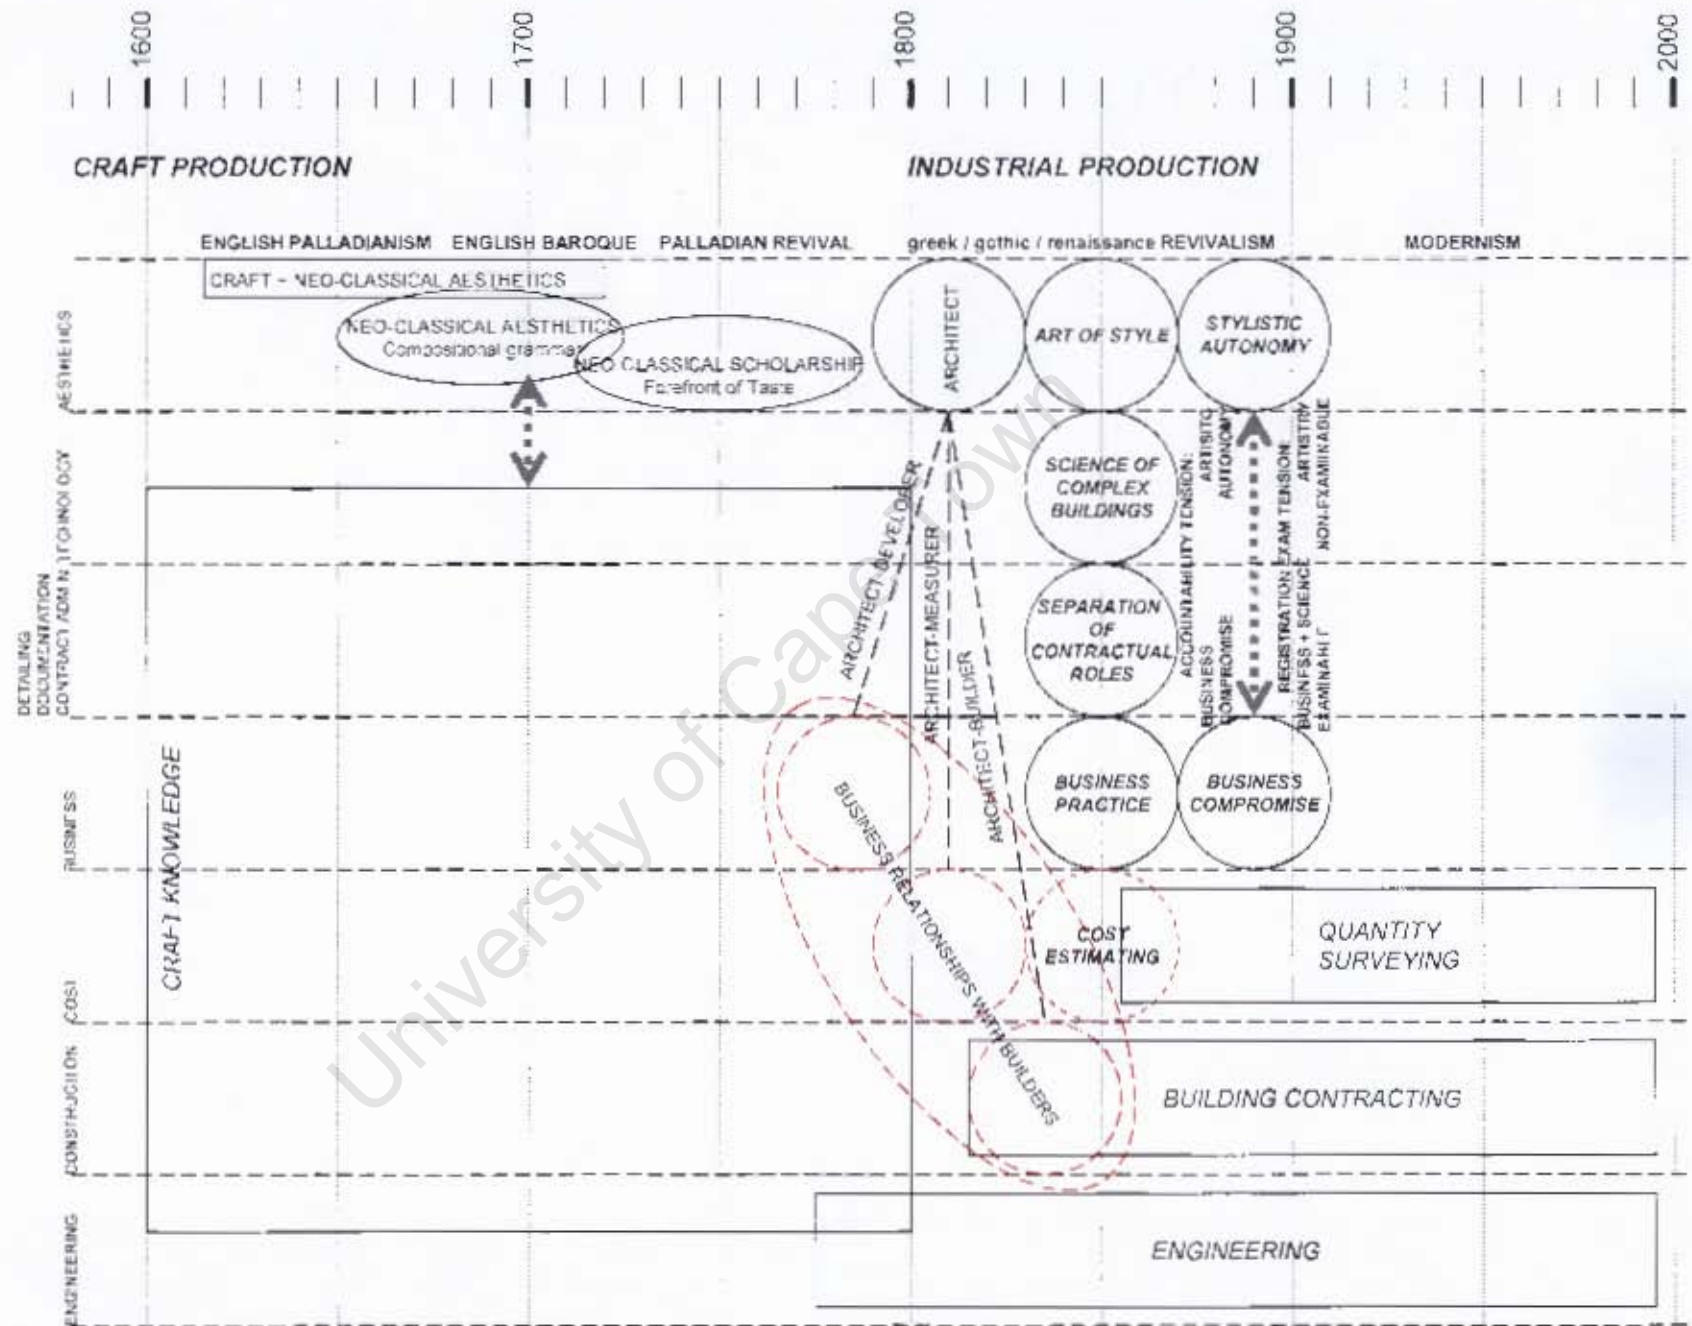 1600
1700
1800
1900
2000
CRAFT PRODUCTION
INDUSTRIAL PRODUCTION
ENGLISH PALLADIANISM
ENGLISH BAROQUE
PALLADIAN REVIVAL
greek / gothic / renaissance REVIVALISM
MODERNISM
CRAFT - NEO-CLASSICAL AESTHETICS
NEO-CLASSICAL AESTHETICS
Compositional grammar
NEO CLASSICAL SCHOLARSHIP
Forefront of Taste
ARCHITECT
ART OF STYLE
STYLISTIC
AUTONOMY
AESTHETICS
TECHNOLOGY
CONTRACT ADMIN
DOCUMENTATION
DETAILING
SCIENCE OF
COMPLEX
BUILDINGS
SEPARATION
OF
CONTRACTUAL
ROLES
ACCOUNTABILITY TENSION:
ARTISITC
AUTONOMY
BUSINESS
COMPROMISE
REGISTRATION EXAM TENSION:
ARTISTRY
NON-EXAMINABLE
BUSINESS + SCIENCE
EXAMINABLE
ARCHITECT-DEVELOPER
ARCHITECT-MEASURER
ARCHITECT-BUILDER
BUSINESS
CRAFT KNOWLEDGE
BUSINESS RELATIONSHIPS WITH BUILDERS
BUSINESS
PRACTICE
BUSINESS
COMPROMISE
COST
COST
ESTIMATING
QUANTITY
SURVEYING
CONSTRUCTION
BUILDING CONTRACTING
ENGINEERING
ENGINEERING
University of Cape Town